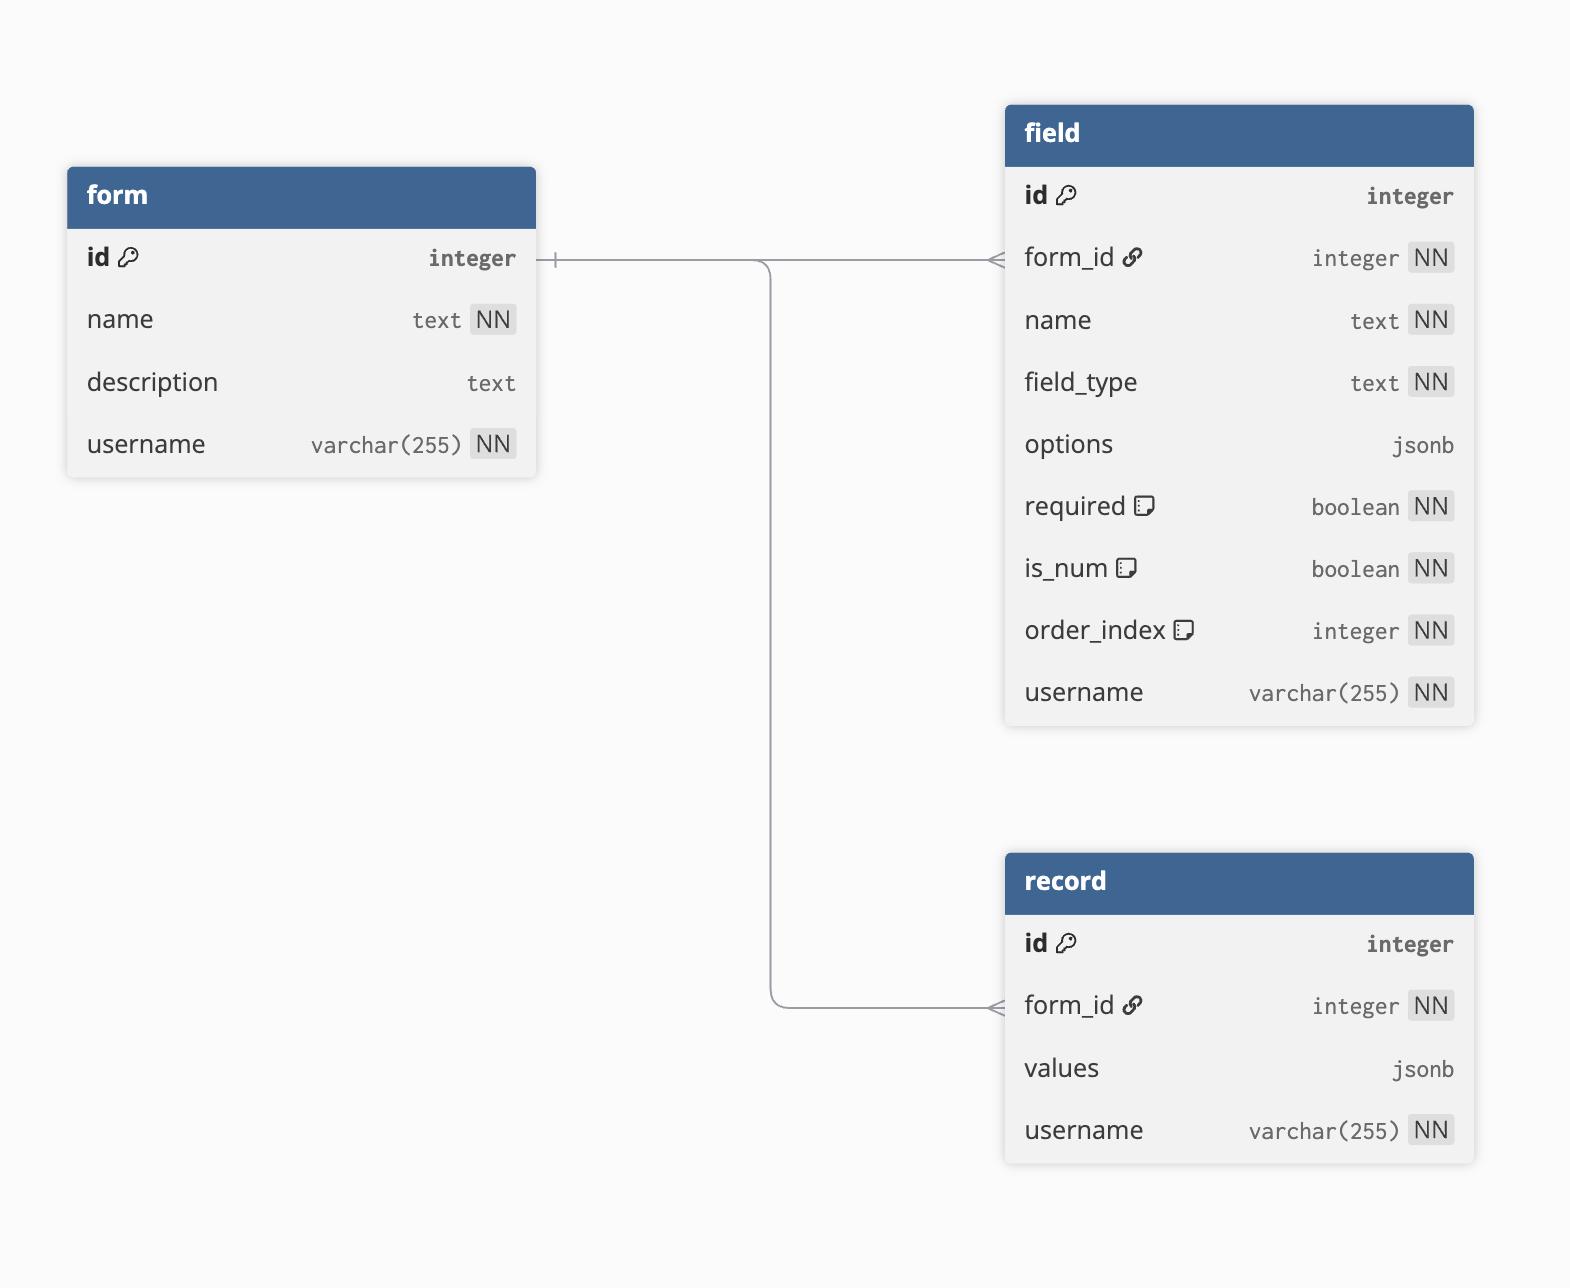 form
id integer
name text NN
description text
username varchar(255) NN
field
id integer
form_id integer NN
name text NN
field_type text NN
options jsonb
required boolean NN
is_num boolean NN
order_index integer NN
username varchar(255) NN
record
id integer
form_id integer NN
values jsonb
username varchar(255) NN